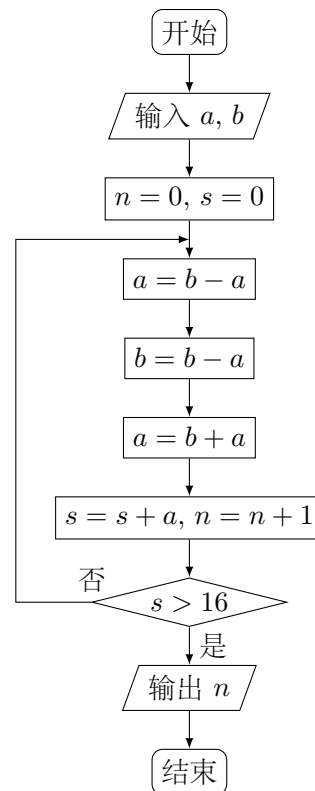 开始
输入 a, b
n = 0, s = 0
a = b − a
b = b − a
a = b + a
s = s + a, n = n + 1
否
s > 16
是
输出 n
结束